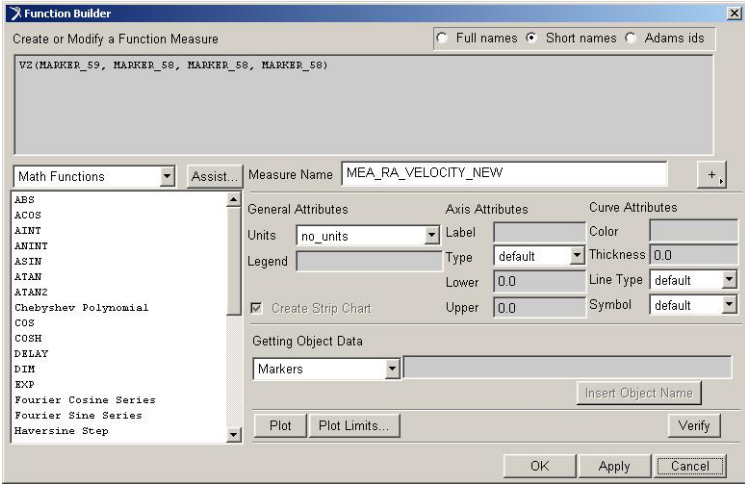 Function Builder
Create or Modify a Function Measure
Full names Short names Adams ids
VZ(MARKER_59, MARKER_58, MARKER_58, MARKER_58)
Math Functions
Assist...
Measure Name MEA_RA_VELOCITY_NEW
+
ABS
ACOS
AINT
ANINT
ASIN
ATAN
ATAN2
Chebyshev Polynomial
COS
COSH
DELAY
DIM
EXP
Fourier Cosine Series
Fourier Sine Series
Haversine Step
General Attributes
Units no_units
Legend
Create Strip Chart
Axis Attributes
Label
Type default
Lower 0.0
Upper 0.0
Curve Attributes
Color
Thickness 0.0
Line Type default
Symbol default
Getting Object Data
Markers
Insert Object Name
Plot Plot Limits... Verify
OK Apply Cancel